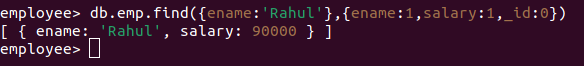 employee> db.emp.find({ename:'Rahul'},{ename:1,salary:1,_id:0})
[ { ename: 'Rahul', salary: 90000 } ]
employee>